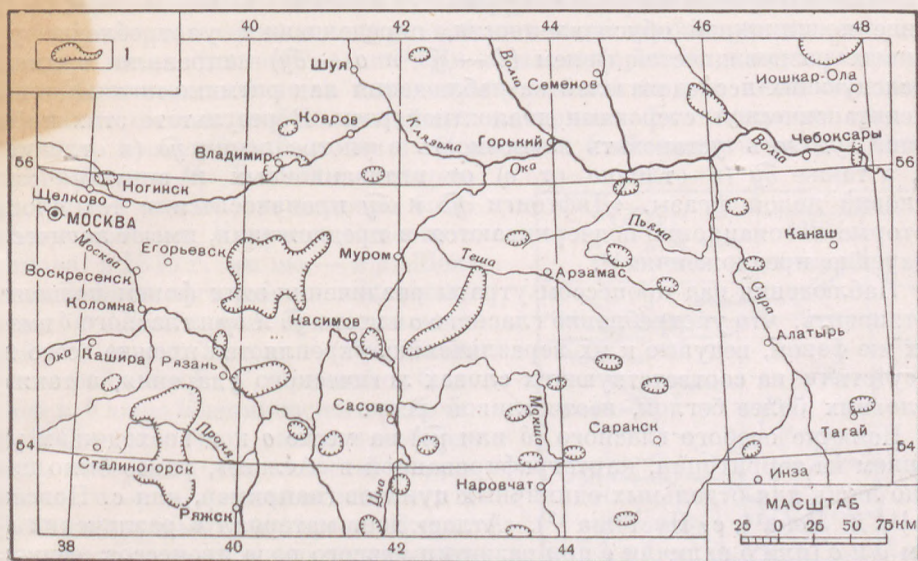 40 42 44 46 48
1
Шуя
Волга
Семёнов
Йошкар-Ола
Ковров
Клязьма
Горький
Волга
Чебоксары
Владимир
Ока
56 56
Щелково
Ногинск
МОСКВА
Пьяна
Москва
Егорьевск
Муром
Теша
Арзамас
Сура
Канаш
Воскресенск
Коломна
Касимов
Ока
Кашира
Рязань
Алатырь
Сасово
Мокша
Саранск
54 54
Проня
Тагай
Сталиногорск
Цна
Наровчат
Инза
Ряжск
МАСШТАБ
25 0 25 50 75 КМ
38 40 42 44